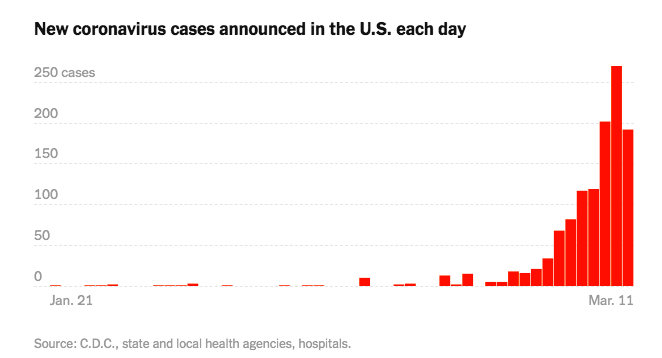 New coronavirus cases announced in the U.S. each day
250 cases
200
150
100
50
0
Jan. 21 Mar. 11
Source: C.D.C., state and local health agencies, hospitals.